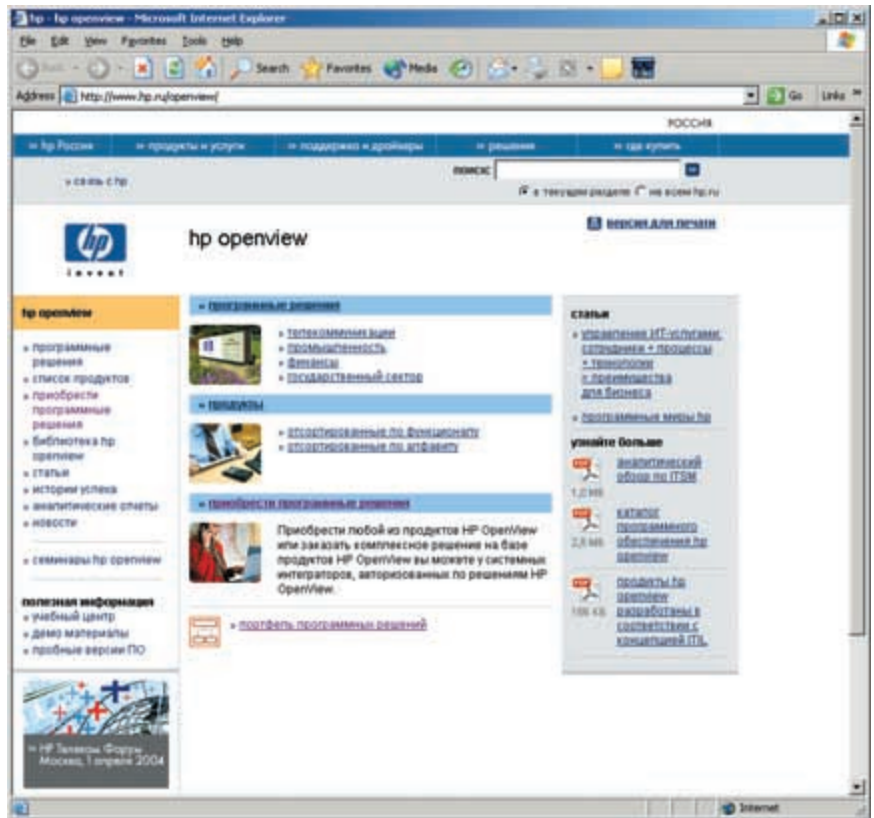 hp - hp openview - Microsoft Internet Explorer
File Edit View Favorites Tools Help
Back Search Favorites Media
Address http://www.hp.ru/openview/ Go Links
РОССИЯ
» hp Россия » продукты и услуги » поддержка и драйверы » решения » где купить
» связь с hp
поиск:
в текущем разделе на всем hp.ru
hp
invent
hp openview
версия для печати
hp openview
» программные
решения
» список продуктов
» приобрести
программные
решения
» библиотека hp
openview
» статьи
» истории успеха
» аналитические отчеты
» новости
» семинары hp openview
полезная информация
» учебный центр
» демо материалы
» пробные версии ПО
» HP Телеком Форум
Москва, 1 апреля 2004
» программные решения
» телекоммуникации
» промышленность
» финансы
» государственный сектор
» продукты
» отсортированные по функционалу
» отсортированные по алфавиту
» приобрести программные решения
Приобрести любой из продуктов HP OpenView
или заказать комплексное решение на базе
продуктов HP OpenView вы можете у системных
интеграторов, авторизованных по решениям HP
OpenView.
» портфель программных решений
статьи
» управление ИТ-услугами:
сотрудники + процессы
+ технологии
= преимущества
для бизнеса
» программные миры hp
узнайте больше
аналитический
обзор по ITSM
1,0 МБ
каталог
программного
обеспечения hp
openview
2,8 МБ
продукты hp
openview
разработаны в
соответствии с
концепцией ITIL
Internet